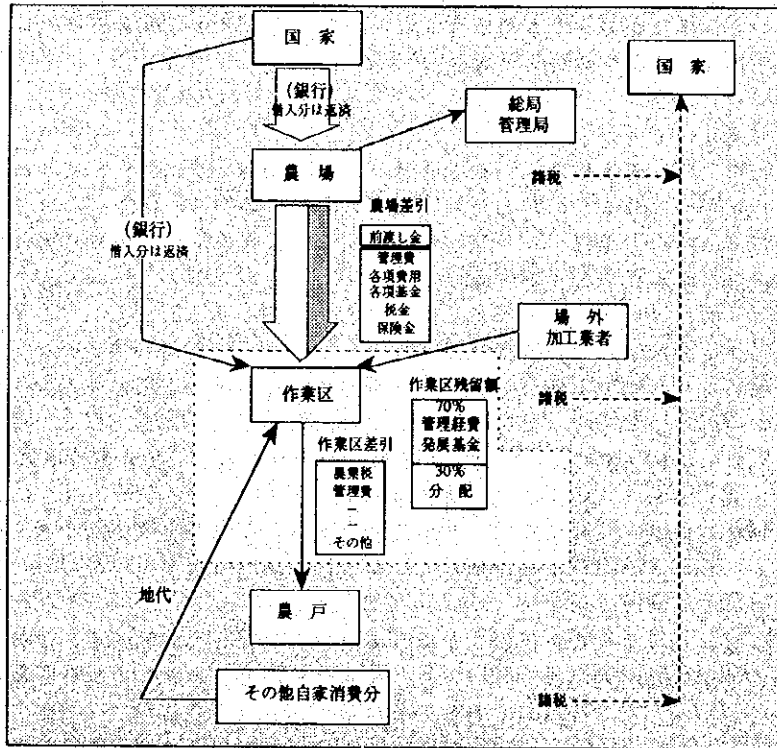 国 家
国 家
(銀行)
借入分は返済
総局
管理局
農 場
諸税
農場差引
(銀行)
借入分は返済
前渡し金
管理費
各項費用
各項基金
税金
保険金
場 外
加工業者
作業区
作業区残留額
70%
管理経費
発展基金
30%
分 配
諸税
作業区差引
農業税
管理費
—
—
その他
地代
農 戸
その他自家消費分
諸税